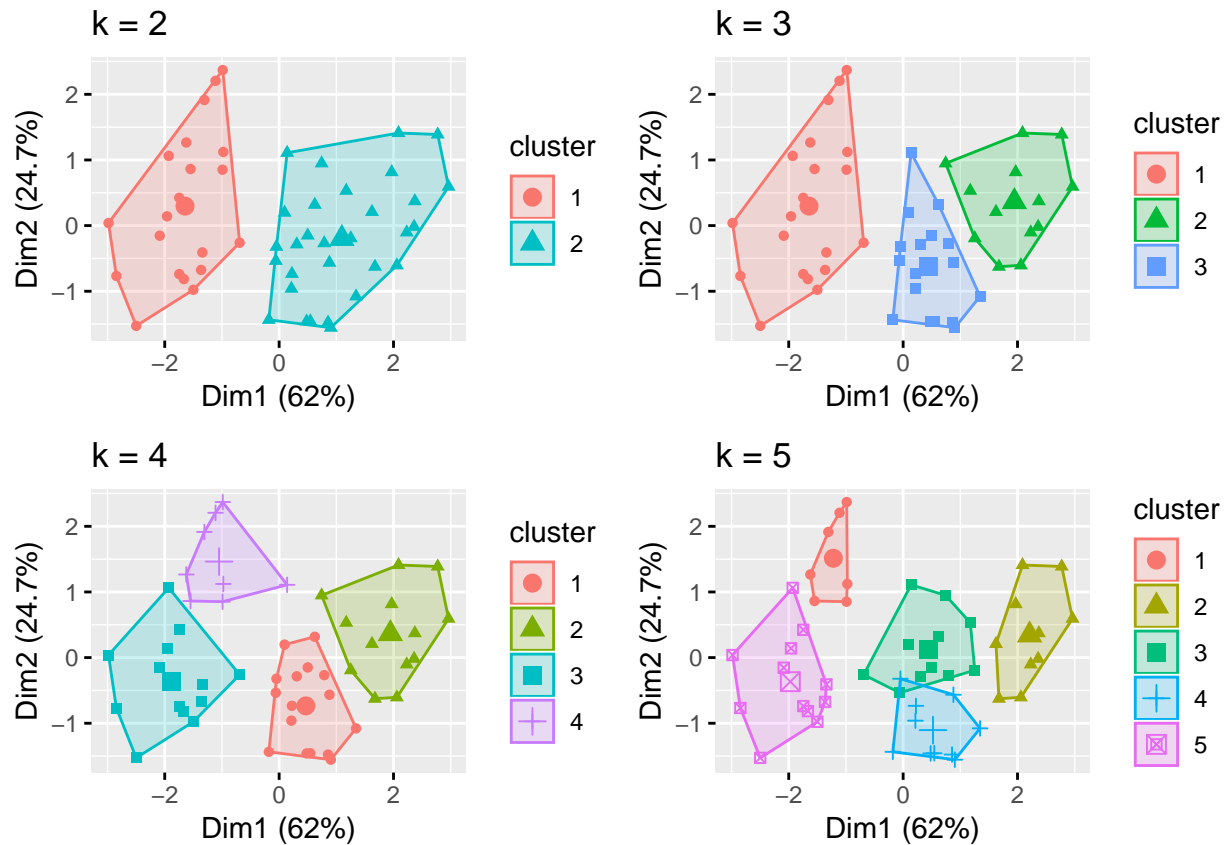 k = 2
2
1
0
−1
−2
0
2
Dim2 (24.7%)
Dim1 (62%)
cluster
1
2
k = 3
2
1
0
−1
−2
0
2
Dim2 (24.7%)
Dim1 (62%)
cluster
1
2
3
k = 4
2
1
0
−1
−2
0
2
Dim2 (24.7%)
Dim1 (62%)
cluster
1
2
3
4
k = 5
2
1
0
−1
−2
0
2
Dim2 (24.7%)
Dim1 (62%)
cluster
1
2
3
4
5